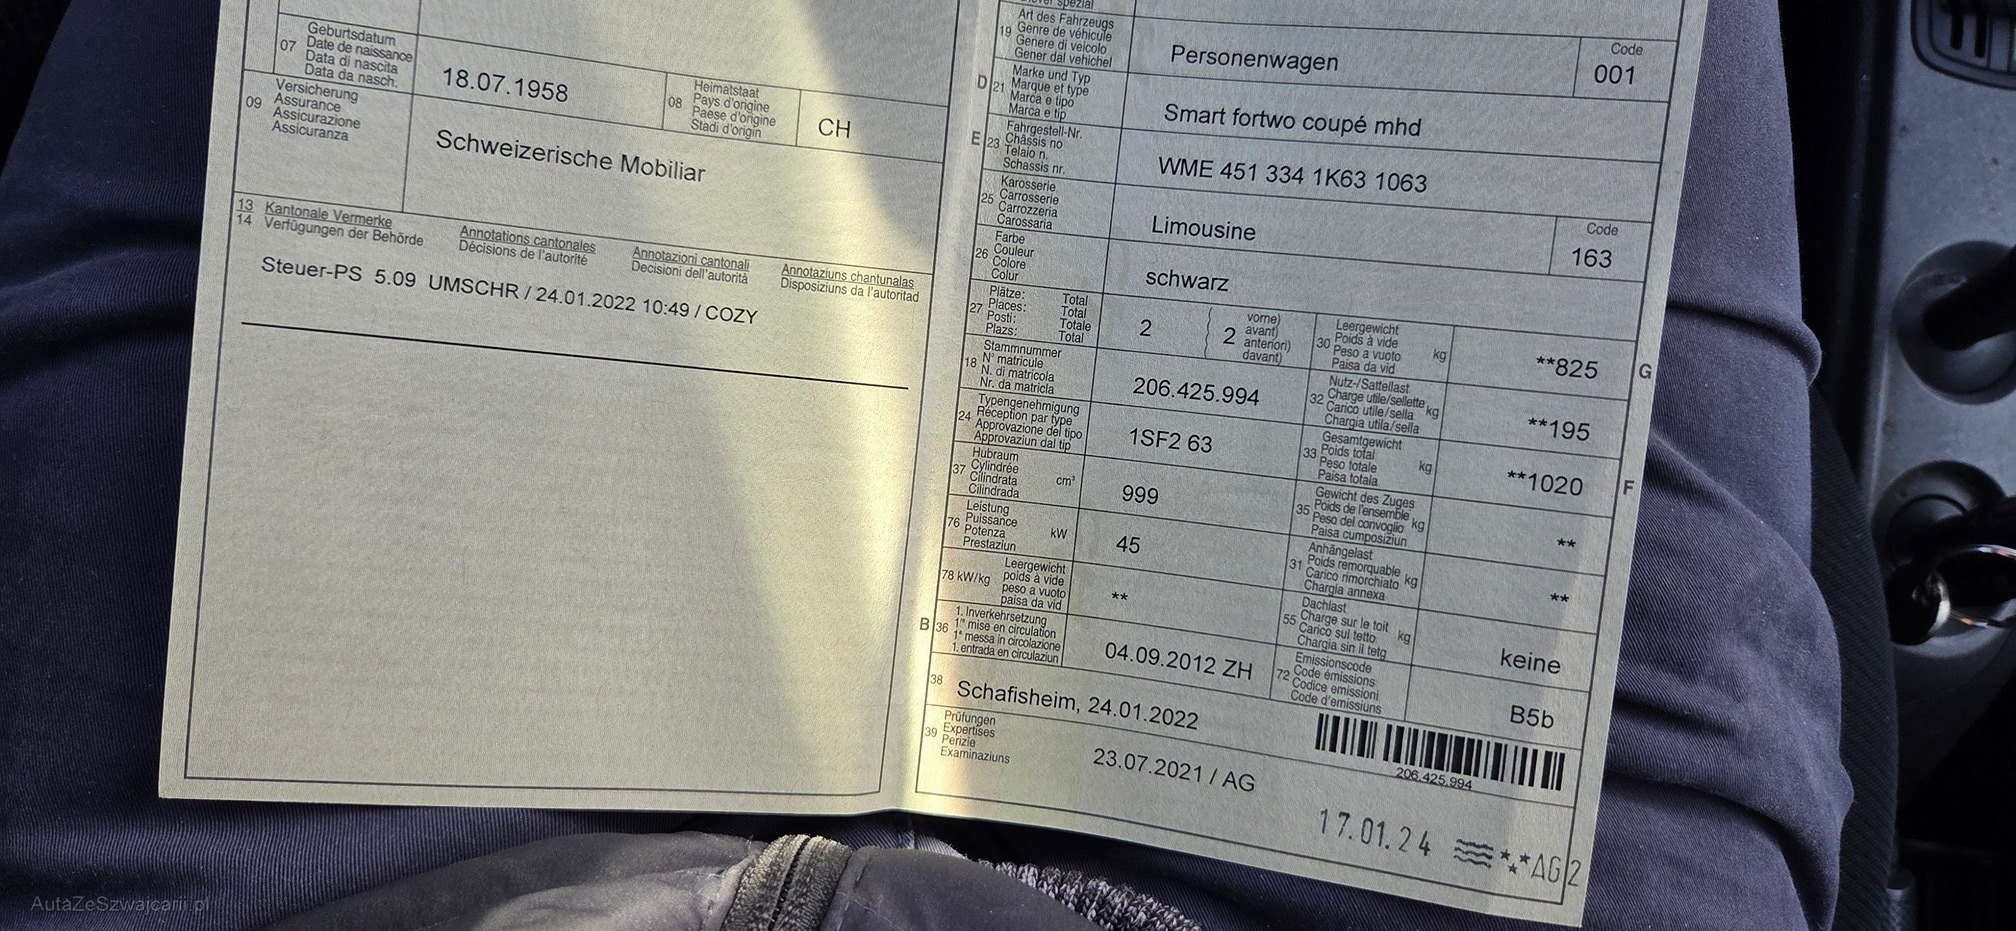 07
Geburtsdatum
Date de naissance
Data di nascita
Data da nasch.
18.07.1958
08
Heimatstaat
Pays d'origine
Paese d'origine
Stadi d'origin
CH
09
Versicherung
Assurance
Assicurazione
Assicuranza
Schweizerische Mobiliar
13 Kantonale Vermerke
14 Verfügungen der Behörde
Annotations cantonales
Décisions de l'autorité
Annotazioni cantonali
Decisioni dell'autorità
Annotaziuns chantunalas
Disposiziuns da l'autoritad
Steuer-PS 5.09 UMSCHR / 24.01.2022 10:49 / COZY
19
Art des Fahrzeugs
Genre de véhicule
Genere di veicolo
Gener dal vehichel
Personenwagen
Code
001
D 21
Marke und Typ
Marque et type
Marca e tipo
Marca e tip
Smart fortwo coupé mhd
E 23
Fahrgestell-Nr.
Châssis no
Telaio n.
Schassis nr.
WME 451 334 1K63 1063
25
Karosserie
Carrosserie
Carrozzeria
Carossaria
Limousine
Code
163
26
Farbe
Couleur
Colore
Colur
schwarz
27
Plätze: Total
Places: Total
Posti: Totale
Plazs: Total
2
2
vorne)
avant)
anteriori)
davant)
30
Leergewicht
Poids à vide
Peso a vuoto
Paisa da vid
kg
**825
G
18
Stammnummer
N° matricule
N. di matricola
Nr. da matricla
206.425.994
32
Nutz-/Sattellast
Charge utile/sellette
Carico utile/sella
Chargia utila/sella
kg
**195
24
Typengenehmigung
Réception par type
Approvazione del tipo
Approvaziun dal tip
1SF2 63
33
Gesamtgewicht
Poids total
Peso totale
Paisa totala
kg
**1020
F
37
Hubraum
Cylindrée
Cilindrata
Cilindrada
cm³
999
35
Gewicht des Zuges
Poids de l'ensemble
Peso del convoglio
Paisa cumposiziun
kg
**
76
Leistung
Puissance
Potenza
Prestaziun
kW
45
31
Anhängelast
Poids remorquable
Carico rimorchiato
Chargia annexa
kg
**
78 kW/kg
Leergewicht
poids à vide
peso a vuoto
paisa da vid
**
55
Dachlast
Charge sur le toit
Carico sul tetto
Chargia sin il tetg
kg
keine
B 36
1. Inverkehrsetzung
1re mise en circulation
1a messa in circolazione
1. entrada en circulaziun
04.09.2012 ZH
72
Emissionscode
Code émissions
Codice emissioni
Code d'emissiuns
B5b
38
Schafisheim, 24.01.2022
206.425.994
39
Prüfungen
Expertises
Perizie
Examinaziuns
23.07.2021 / AG
17.01.24 AG 2
AutaZeSzwajcarii.pl